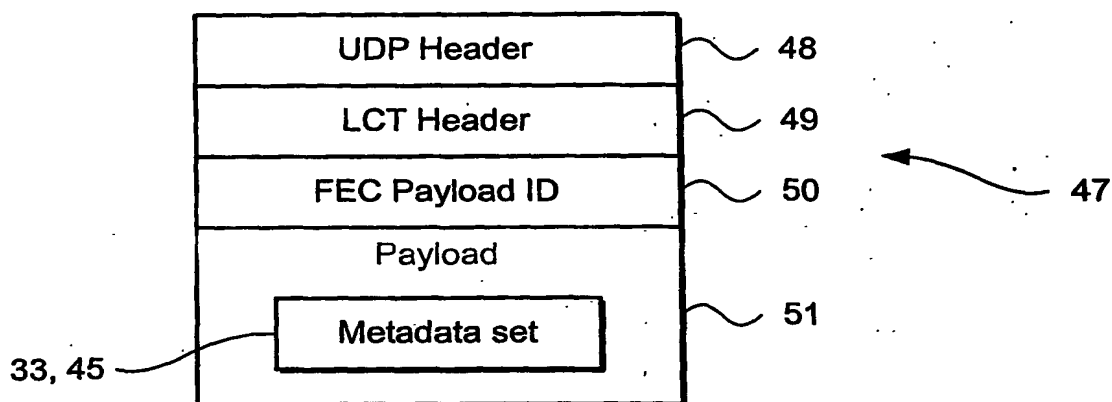 UDP Header 48
LCT Header 49
FEC Payload ID 50
47
Payload
51
Metadata set
33, 45